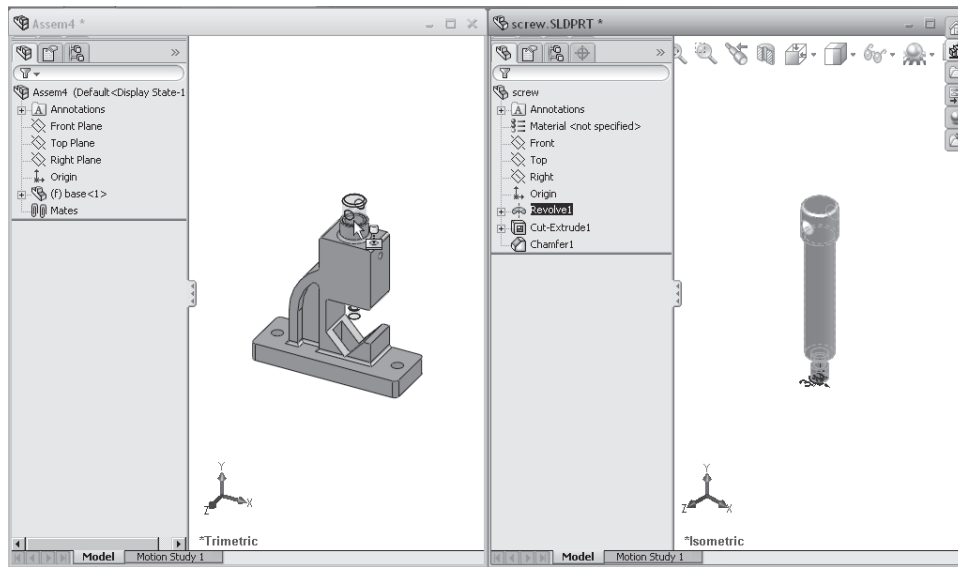 Assem4 *
Assem4 (Default<Display State-1
A Annotations
Front Plane
Top Plane
Right Plane
Origin
(f) base<1>
Mates
Y
X
Z
*Trimetric
Model Motion Study 1
screw.SLDPRT *
screw
A Annotations
Material <not specified>
Front
Top
Right
Origin
Revolve1
Cut-Extrude1
Chamfer1
Y
Z X
*Isometric
Model Motion Study 1